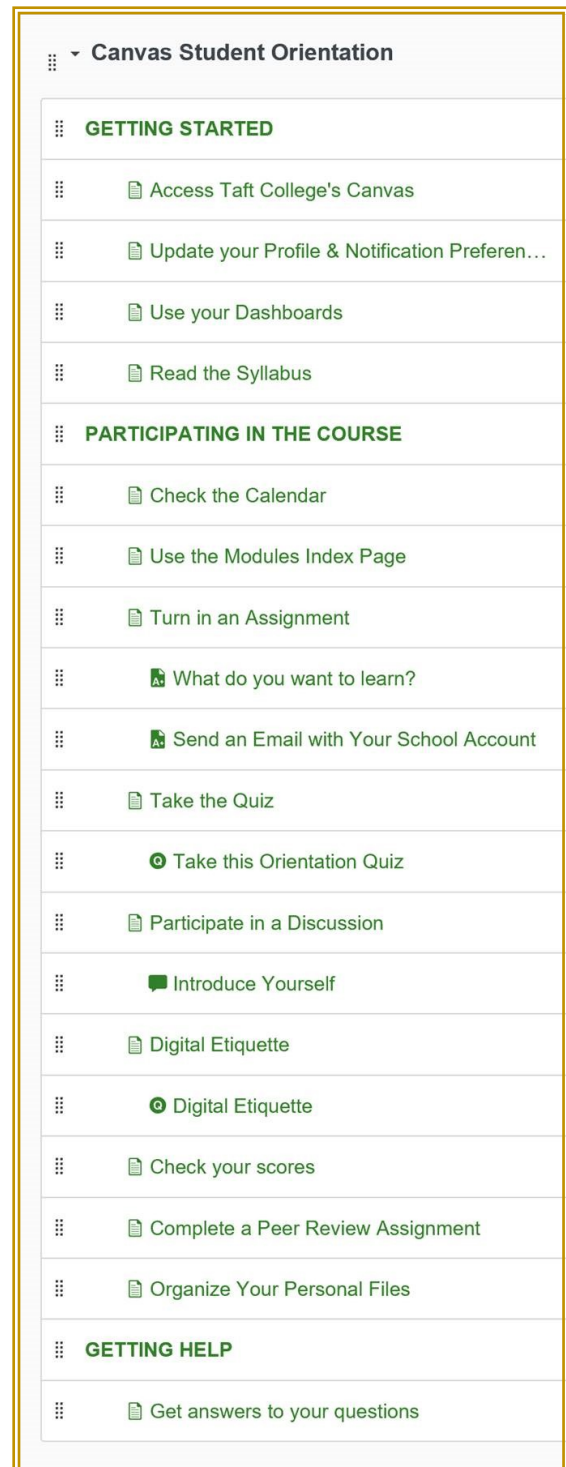 Canvas Student Orientation
GETTING STARTED
Access Taft College's Canvas
Update your Profile & Notification Preferen...
Use your Dashboards
Read the Syllabus
PARTICIPATING IN THE COURSE
Check the Calendar
Use the Modules Index Page
Turn in an Assignment
What do you want to learn?
Send an Email with Your School Account
Take the Quiz
Take this Orientation Quiz
Participate in a Discussion
Introduce Yourself
Digital Etiquette
Digital Etiquette
Check your scores
Complete a Peer Review Assignment
Organize Your Personal Files
GETTING HELP
Get answers to your questions